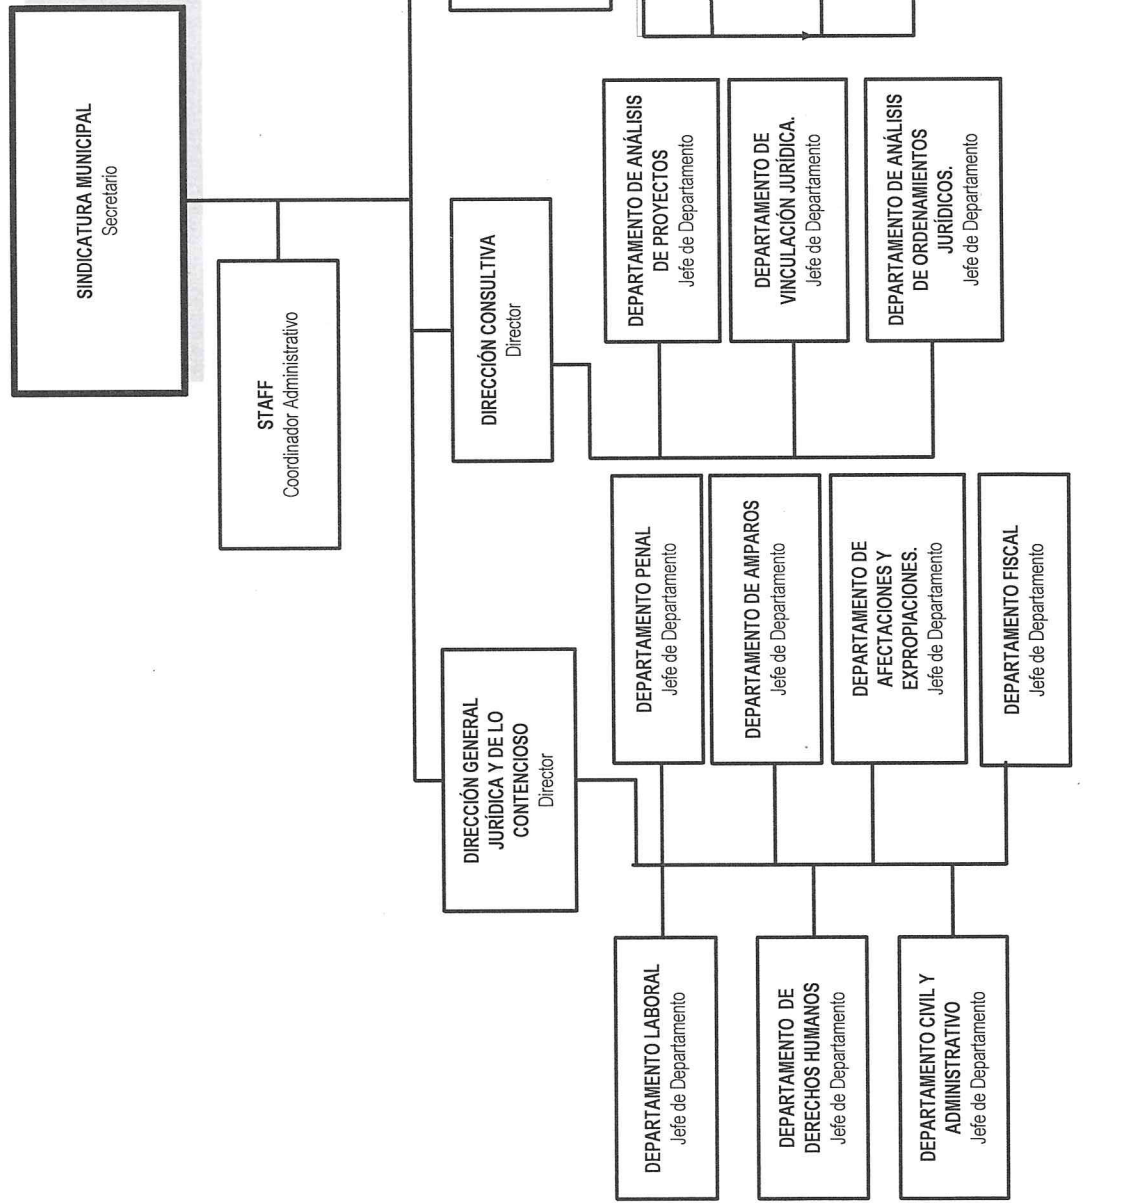 SINDICATURA MUNICIPAL
Secretario
STAFF
Coordinador Administrativo
DIRECCIÓN GENERAL
JURÍDICA Y DE LO
CONTENCIOSO
Director
DIRECCIÓN CONSULTIVA
Director
DEPARTAMENTO LABORAL
Jefe de Departamento
DEPARTAMENTO DE
DERECHOS HUMANOS
Jefe de Departamento
DEPARTAMENTO CIVIL Y
ADMINISTRATIVO
Jefe de Departamento
DEPARTAMENTO PENAL
Jefe de Departamento
DEPARTAMENTO DE AMPAROS
Jefe de Departamento
DEPARTAMENTO DE
AFECTACIONES Y
EXPROPIACIONES.
Jefe de Departamento
DEPARTAMENTO FISCAL
Jefe de Departamento
DEPARTAMENTO DE ANÁLISIS
DE PROYECTOS
Jefe de Departamento
DEPARTAMENTO DE
VINCULACIÓN JURÍDICA.
Jefe de Departamento
DEPARTAMENTO DE ANÁLISIS
DE ORDENAMIENTOS
JURÍDICOS.
Jefe de Departamento